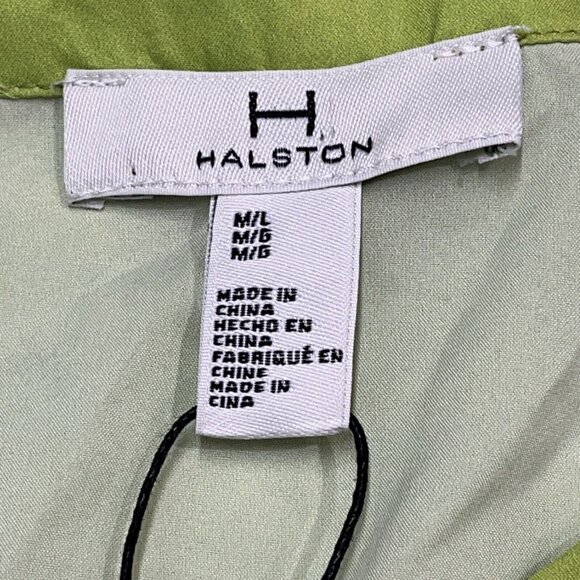 H
HALSTON
M/L
M/G
M/G
MADE IN
CHINA
HECHO EN
CHINA
FABRIQUÉ EN
CHINE
MADE IN
CINA